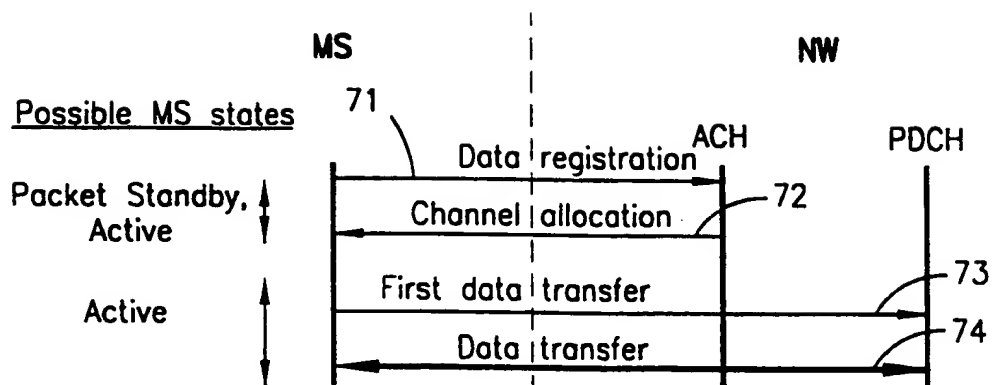 MS
NW
71
Possible MS states
ACH
PDCH
Data registration
Packet Standby,
Active
Channel allocation
72
First data transfer
73
Active
Data transfer
74